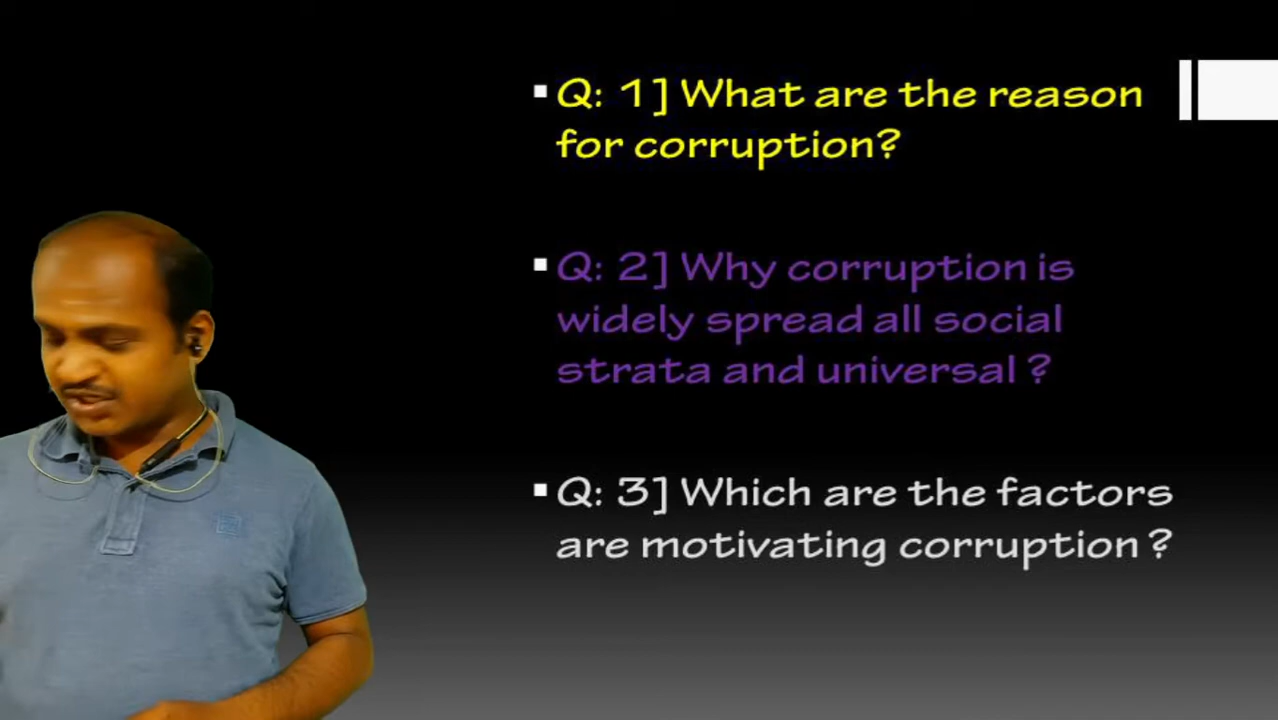 Q: 1] What are the reason
for corruption?
Q: 2] Why corruption is
widely spread all social
strata and universal ?
Q: 3] Which are the factors
are motivating corruption ?